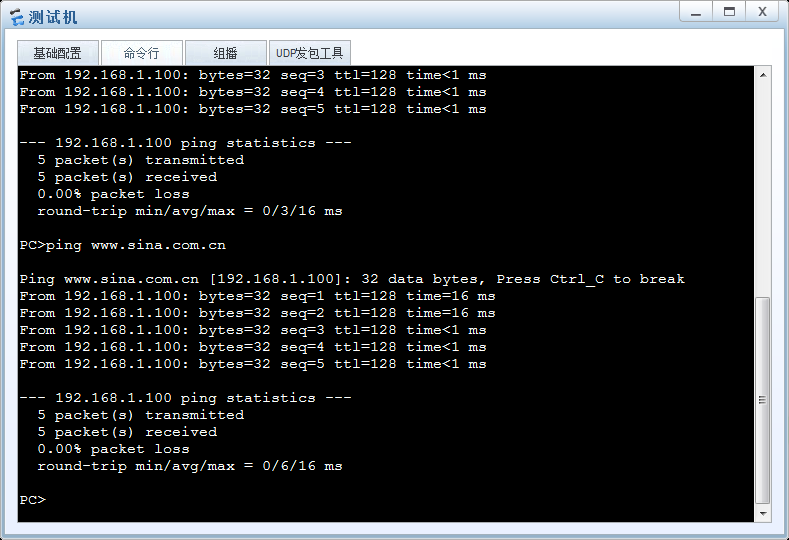 测试机
基础配置 命令行 组播 UDP发包工具
From 192.168.1.100: bytes=32 seq=3 ttl=128 time<1 ms
From 192.168.1.100: bytes=32 seq=4 ttl=128 time<1 ms
From 192.168.1.100: bytes=32 seq=5 ttl=128 time<1 ms
--- 192.168.1.100 ping statistics ---
5 packet(s) transmitted
5 packet(s) received
0.00% packet loss
round-trip min/avg/max = 0/3/16 ms
PC>ping www.sina.com.cn
Ping www.sina.com.cn [192.168.1.100]: 32 data bytes, Press Ctrl_C to break
From 192.168.1.100: bytes=32 seq=1 ttl=128 time=16 ms
From 192.168.1.100: bytes=32 seq=2 ttl=128 time=16 ms
From 192.168.1.100: bytes=32 seq=3 ttl=128 time<1 ms
From 192.168.1.100: bytes=32 seq=4 ttl=128 time<1 ms
From 192.168.1.100: bytes=32 seq=5 ttl=128 time<1 ms
--- 192.168.1.100 ping statistics ---
5 packet(s) transmitted
5 packet(s) received
0.00% packet loss
round-trip min/avg/max = 0/6/16 ms
PC>